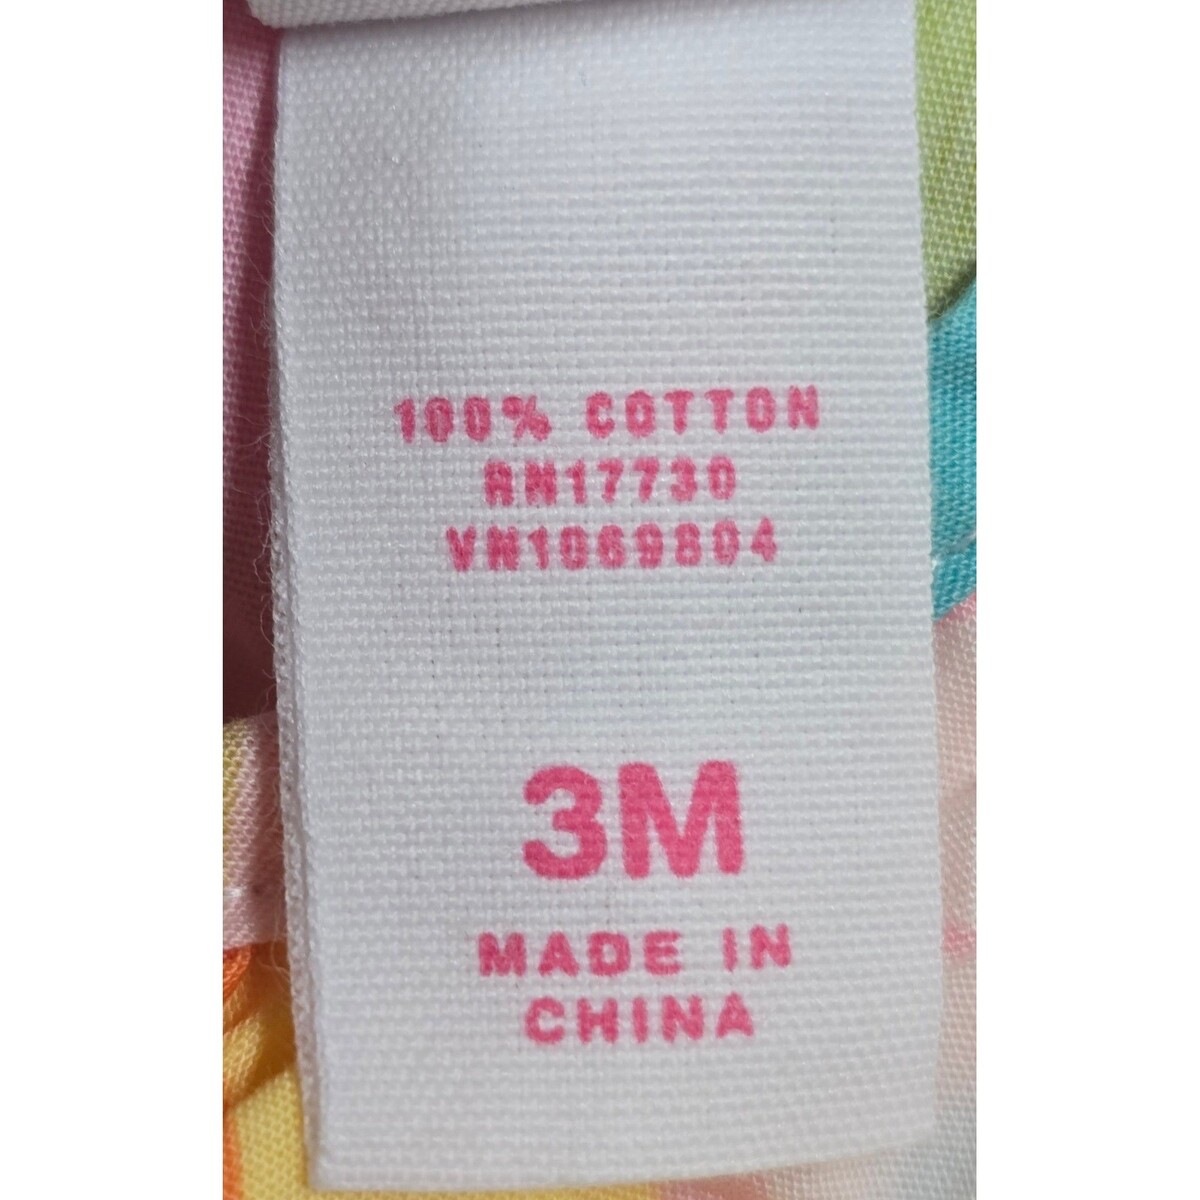 100% COTTON
RN17730
VN1069804
3M
MADE IN
CHINA